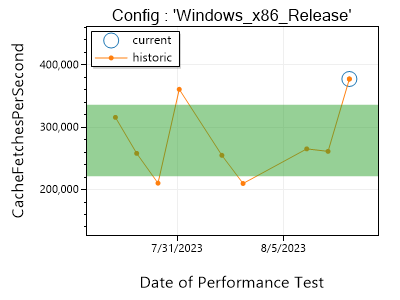 Config : 'Windows_x86_Release'
current
historic
CacheFetchesPerSecond
400,000
300,000
200,000
7/31/2023
8/5/2023
Date of Performance Test